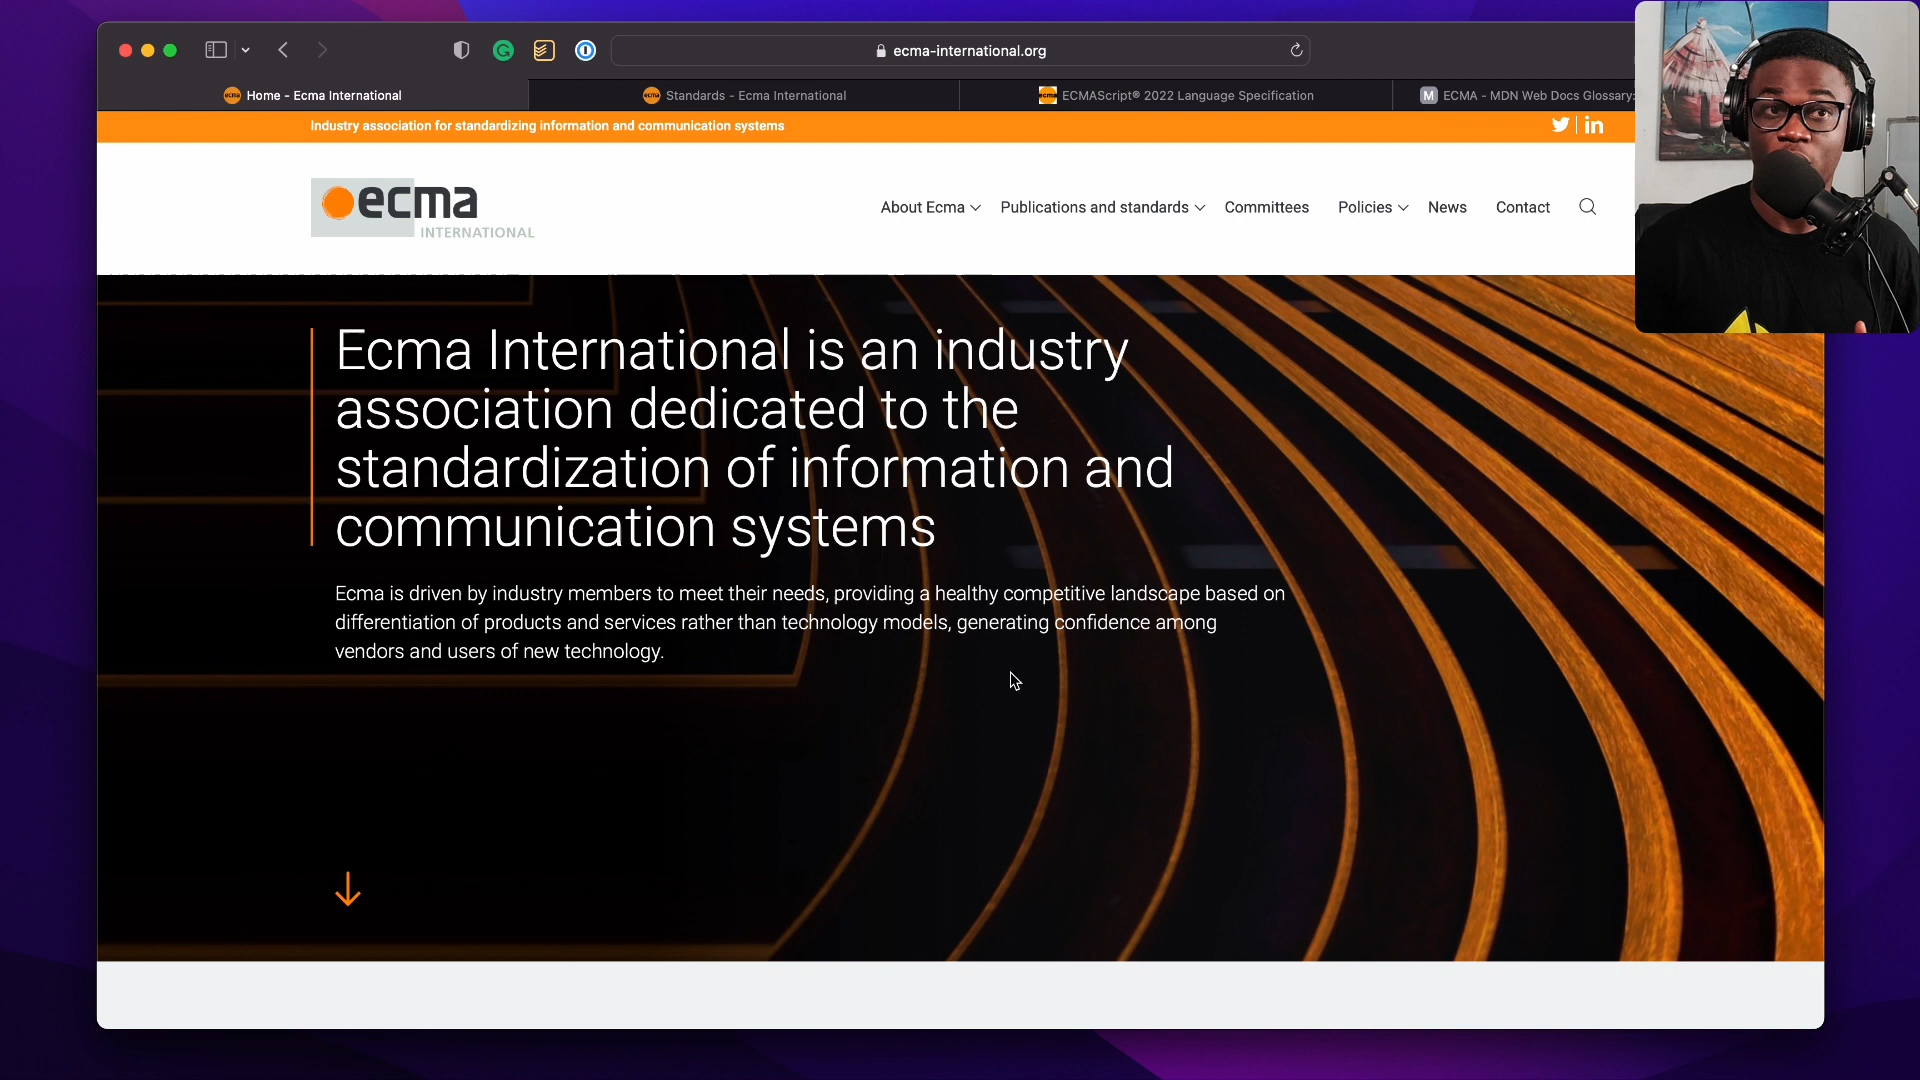 ecma-international.org
Home - Ecma International
Standards - Ecma International
ECMAScript® 2022 Language Specification
ECMA - MDN Web Docs Glossary:
Industry association for standardizing information and communication systems
ecma
INTERNATIONAL
About Ecma
Publications and standards
Committees
Policies
News
Contact
Ecma International is an industry
association dedicated to the
standardization of information and
communication systems
Ecma is driven by industry members to meet their needs, providing a healthy competitive landscape based on
differentiation of products and services rather than technology models, generating confidence among
vendors and users of new technology.